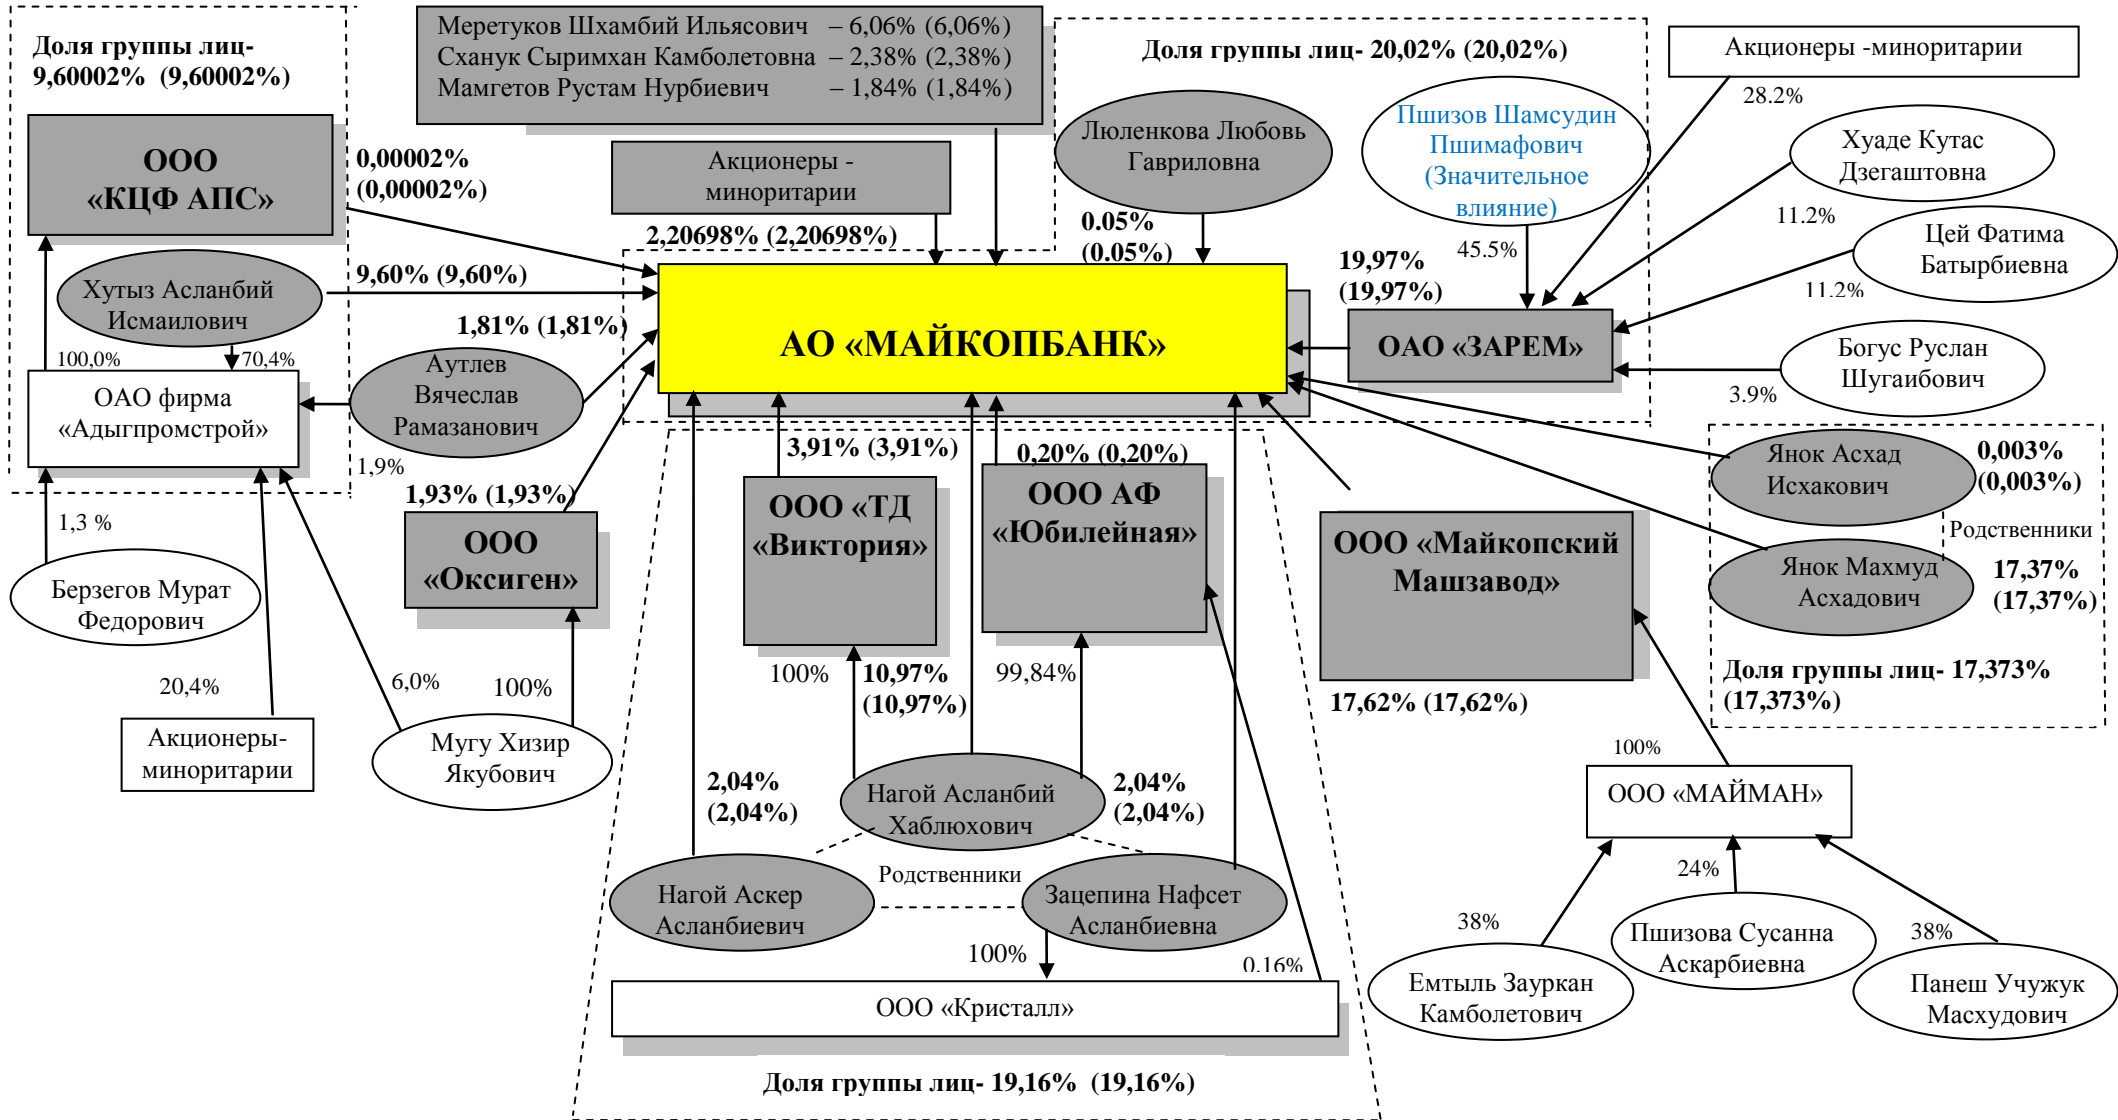 Доля группы лиц-
9,60002% (9,60002%)
ООО
«КЦФ АПС»
0,00002%
(0,00002%)
Хутыз Асланбий
Исмаилович
9,60% (9,60%)
100,0%
70,4%
ОАО фирма
«Адыгпромстрой»
1,81% (1,81%)
Аутлев
Вячеслав
Рамазанович
1,9%
1,3 %
Берзегов Мурат
Федорович
20,4%
Акционеры-
миноритарии
6,0%
100%
Мугу Хизир
Якубович
1,93% (1,93%)
ООО
«Оксиген»
Меретуков Шхамбий Ильясович – 6,06% (6,06%)
Сханук Сыримхан Камболетовна – 2,38% (2,38%)
Мамгетов Рустам Нурбиевич – 1,84% (1,84%)
Акционеры -
миноритарии
2,20698% (2,20698%)
Доля группы лиц- 20,02% (20,02%)
Люленкова Любовь
Гавриловна
0.05%
(0.05%)
Пшизов Шамсудин
Пшимафович
(Значительное
влияние)
45.5%
19,97%
(19,97%)
Акционеры -миноритарии
28.2%
Хуаде Кутас
Дзегаштовна
11.2%
Цей Фатима
Батырбиевна
11.2%
Богус Руслан
Шугаибович
3.9%
АО «МАЙКОПБАНК»
ОАО «ЗАРЕМ»
Янок Асхад
Исхакович
0,003%
(0,003%)
Родственники
Янок Махмуд
Асхадович
17,37%
(17,37%)
Доля группы лиц- 17,373%
(17,373%)
3,91% (3,91%)
ООО «ТД
«Виктория»
0,20% (0,20%)
ООО АФ
«Юбилейная»
ООО «Майкопский
Машзавод»
17,62% (17,62%)
100%
10,97%
(10,97%)
99,84%
2,04%
(2,04%)
Нагой Асланбий
Хаблюхович
2,04%
(2,04%)
Родственники
Нагой Аскер
Асланбиевич
Зацепина Нафсет
Асланбиевна
100%
0.16%
ООО «Кристалл»
Доля группы лиц- 19,16% (19,16%)
100%
ООО «МАЙМАН»
38%
24%
38%
Емтыль Зауркан
Камболетович
Пшизова Сусанна
Аскарбиевна
Панеш Учужук
Масхудович